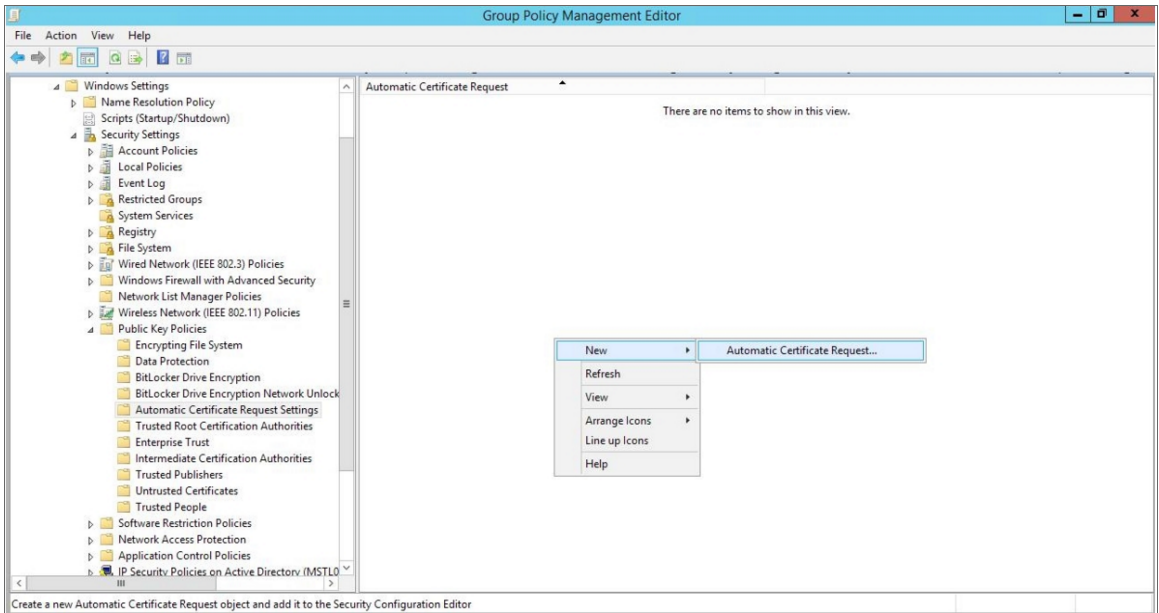 Group Policy Management Editor
File Action View Help
Windows Settings
Name Resolution Policy
Scripts (Startup/Shutdown)
Security Settings
Account Policies
Local Policies
Event Log
Restricted Groups
System Services
Registry
File System
Wired Network (IEEE 802.3) Policies
Windows Firewall with Advanced Security
Network List Manager Policies
Wireless Network (IEEE 802.11) Policies
Public Key Policies
Encrypting File System
Data Protection
BitLocker Drive Encryption
BitLocker Drive Encryption Network Unlock
Automatic Certificate Request Settings
Trusted Root Certification Authorities
Enterprise Trust
Intermediate Certification Authorities
Trusted Publishers
Untrusted Certificates
Trusted People
Software Restriction Policies
Network Access Protection
Application Control Policies
IP Security Policies on Active Directory (MSTL0
Automatic Certificate Request
There are no items to show in this view.
New
Automatic Certificate Request...
Refresh
View
Arrange Icons
Line up Icons
Help
Create a new Automatic Certificate Request object and add it to the Security Configuration Editor